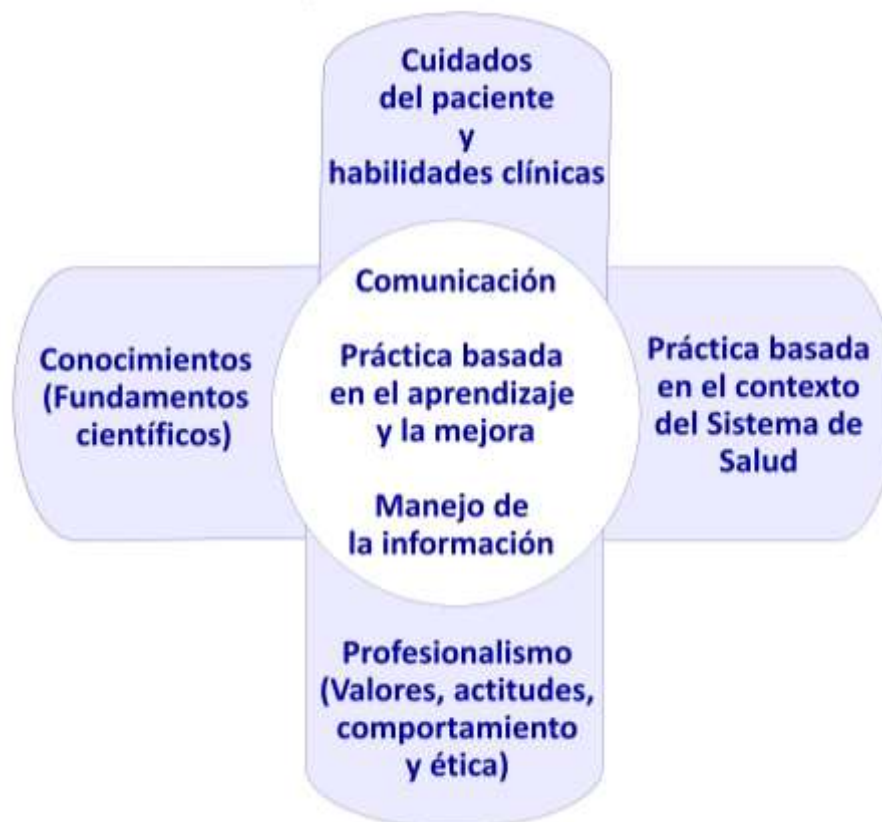 Cuidados
del paciente
y
habilidades clínicas
Comunicación
Práctica basada
en el aprendizaje
y la mejora
Manejo de
la información
Conocimientos
(Fundamentos
científicos)
Práctica basada
en el contexto
del Sistema de
Salud
Profesionalismo
(Valores, actitudes,
comportamiento
y ética)